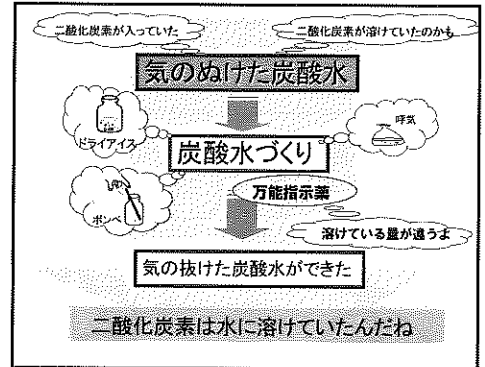 二酸化炭素が入っていた
二酸化炭素が溶けていたのかも
気のぬけた炭酸水
ドライアイス
呼気
炭酸水づくり
ボンベ
万能指示薬
溶けている量が違うよ
気の抜けた炭酸水ができた
二酸化炭素は水に溶けていたんだね